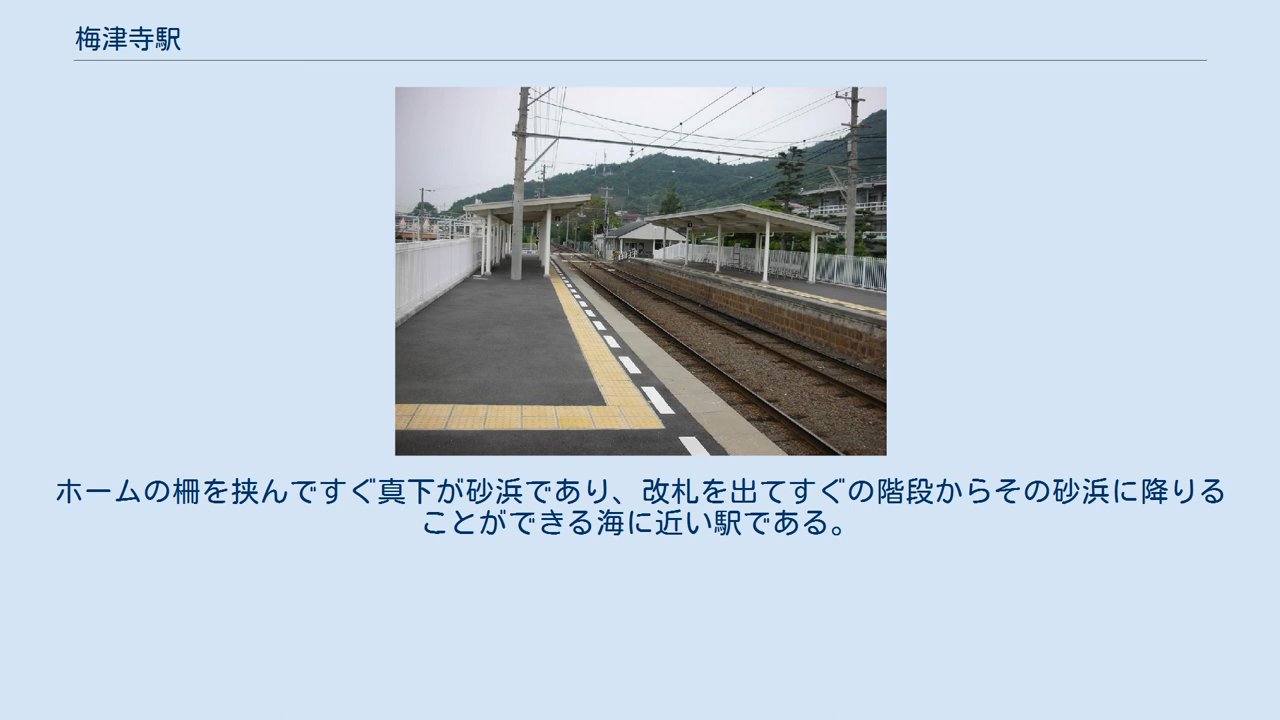 梅津寺駅
ホームの柵を挟んですぐ真下が砂浜であり、改札を出てすぐの階段からその砂浜に降りる
ことができる海に近い駅である。